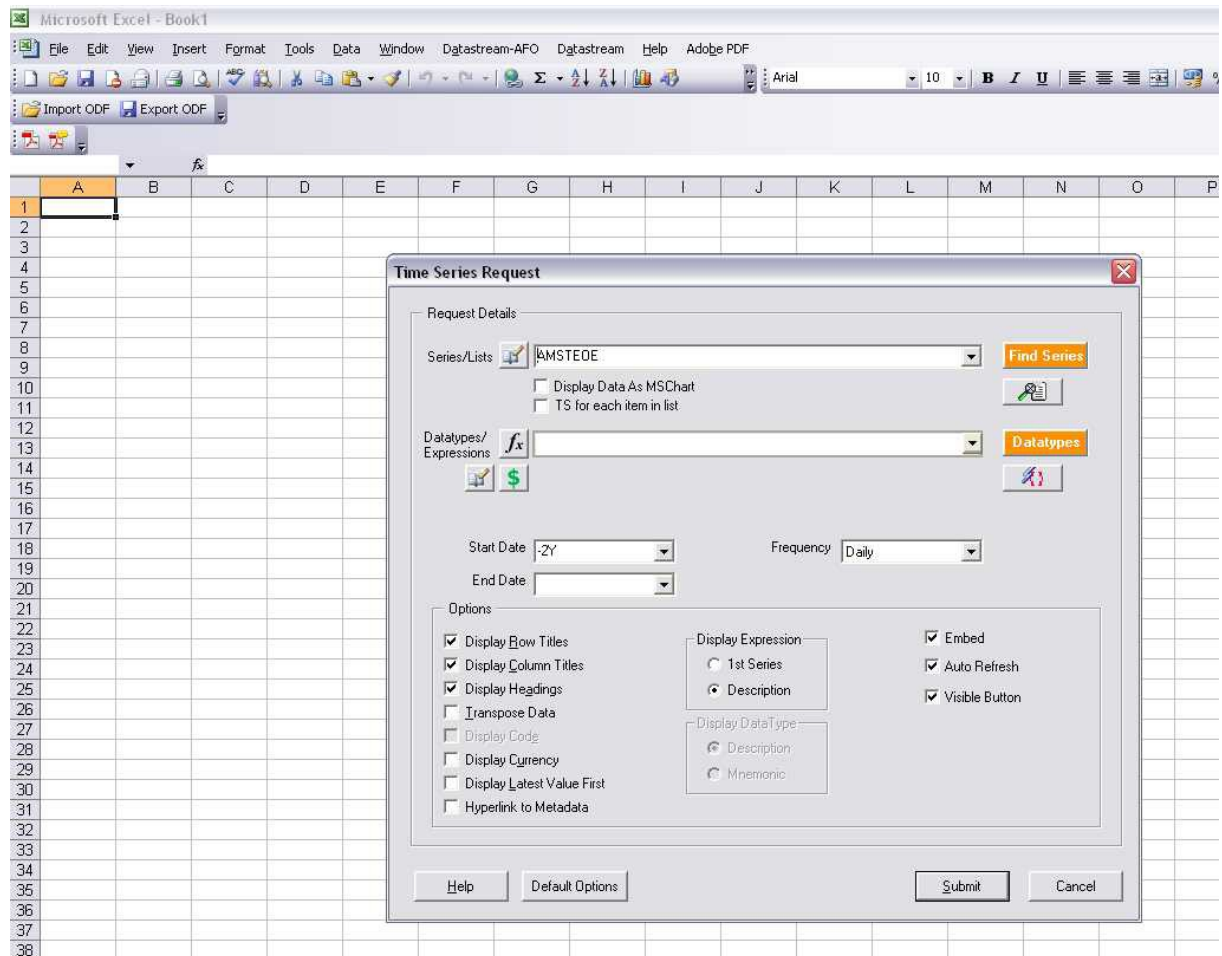 Microsoft Excel - Book1
File Edit View Insert Format Tools Data Window Datastream-AFO Datastream Help Adobe PDF
Arial 10 B I U
Import ODF Export ODF
fx
A B C D E F G H I J K L M N O P
1
2
3
4
5
6
7
8
9
10
11
12
13
14
15
16
17
18
19
20
21
22
23
24
25
26
27
28
29
30
31
32
33
34
35
36
37
38
Time Series Request
Request Details
Series/Lists AMSTEOE Find Series
Display Data As MSChart
TS for each item in list
Datatypes/
Expressions fx Datatypes
$
Start Date -2Y Frequency Daily
End Date
Options
Display Row Titles Display Expression Embed
Display Column Titles 1st Series Auto Refresh
Display Headings Description Visible Button
Transpose Data
Display Code Display DataType
Display Currency Description
Display Latest Value First Mnemonic
Hyperlink to Metadata
Help Default Options Submit Cancel